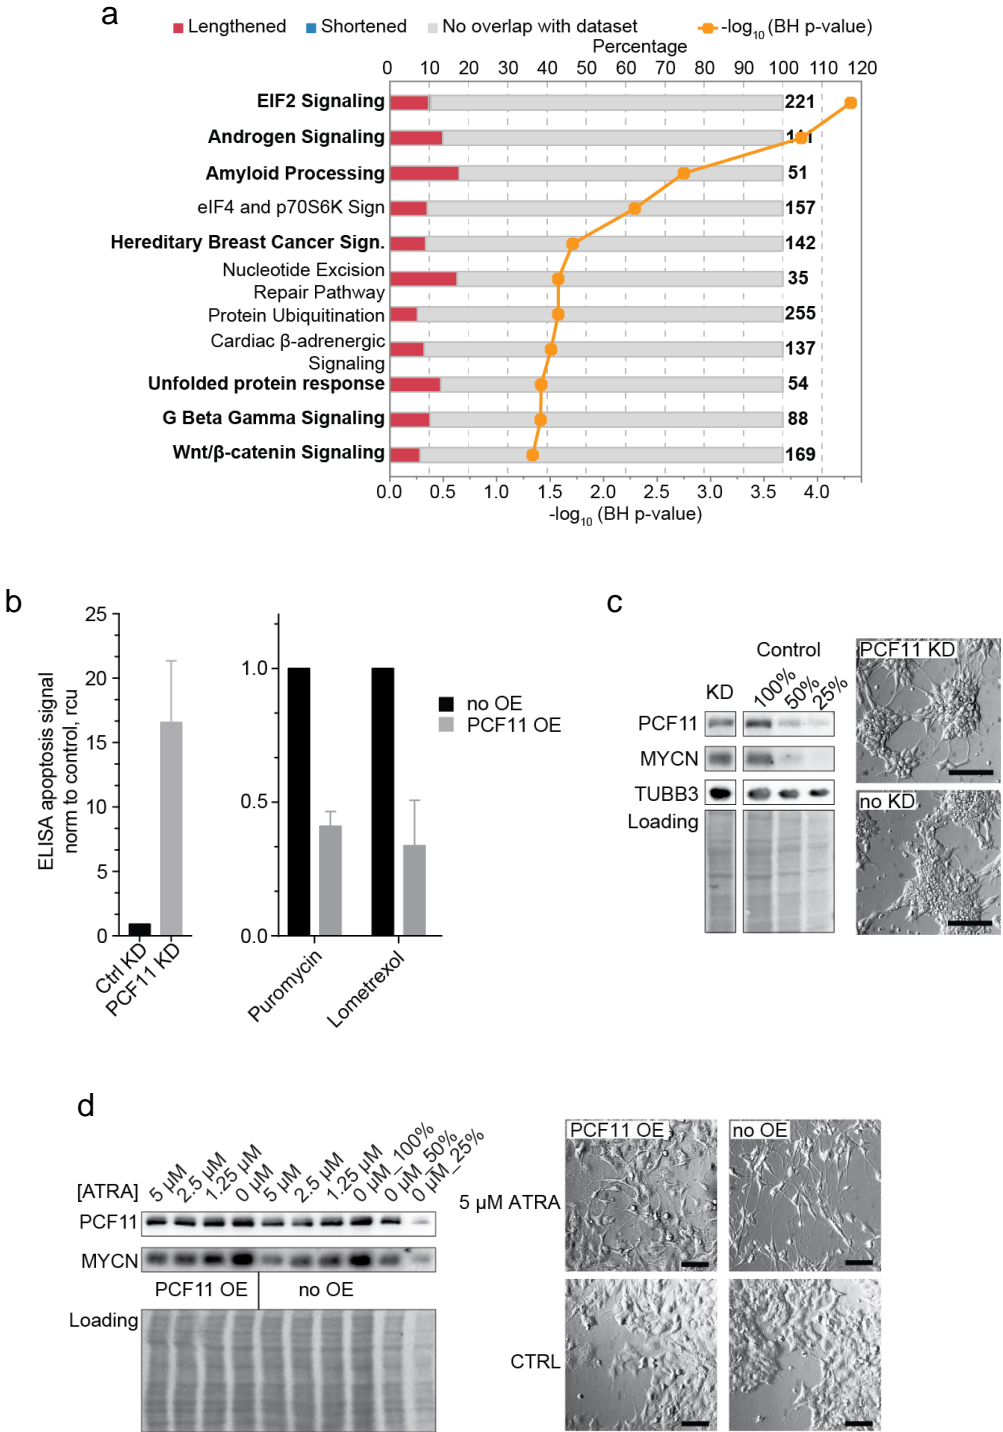 a
Lengthened Shortened No overlap with dataset -log10 (BH p-value)
Percentage
0 10 20 30 40 50 60 70 80 90 100 110 120
EIF2 Signaling 221
Androgen Signaling
Amyloid Processing 51
eIF4 and p70S6K Sign 157
Hereditary Breast Cancer Sign. 142
Nucleotide Excision
Repair Pathway 35
Protein Ubiquitination 255
Cardiac β-adrenergic
Signaling 137
Unfolded protein response 54
G Beta Gamma Signaling 88
Wnt/β-catenin Signaling 169
0.0 0.5 1.0 1.5 2.0 2.5 3.0 3.5 4.0
-log10 (BH p-value)
b
ELISA apoptosis signal
norm to control, rcu
25
20
15
10
5
0
Ctrl KD
PCF11 KD
1.0
0.5
0.0
Puromycin
Lometrexol
no OE
PCF11 OE
c
Control
KD 100% 50% 25%
PCF11
MYCN
TUBB3
Loading
PCF11 KD
no KD
d
[ATRA] 5 µM 2.5 µM 1.25 µM 0 µM 5 µM 2.5 µM 1.25 µM 0 µM_100% 0 µM_50% 0 µM_25%
PCF11
MYCN
PCF11 OE no OE
Loading
PCF11 OE no OE
5 µM ATRA
CTRL